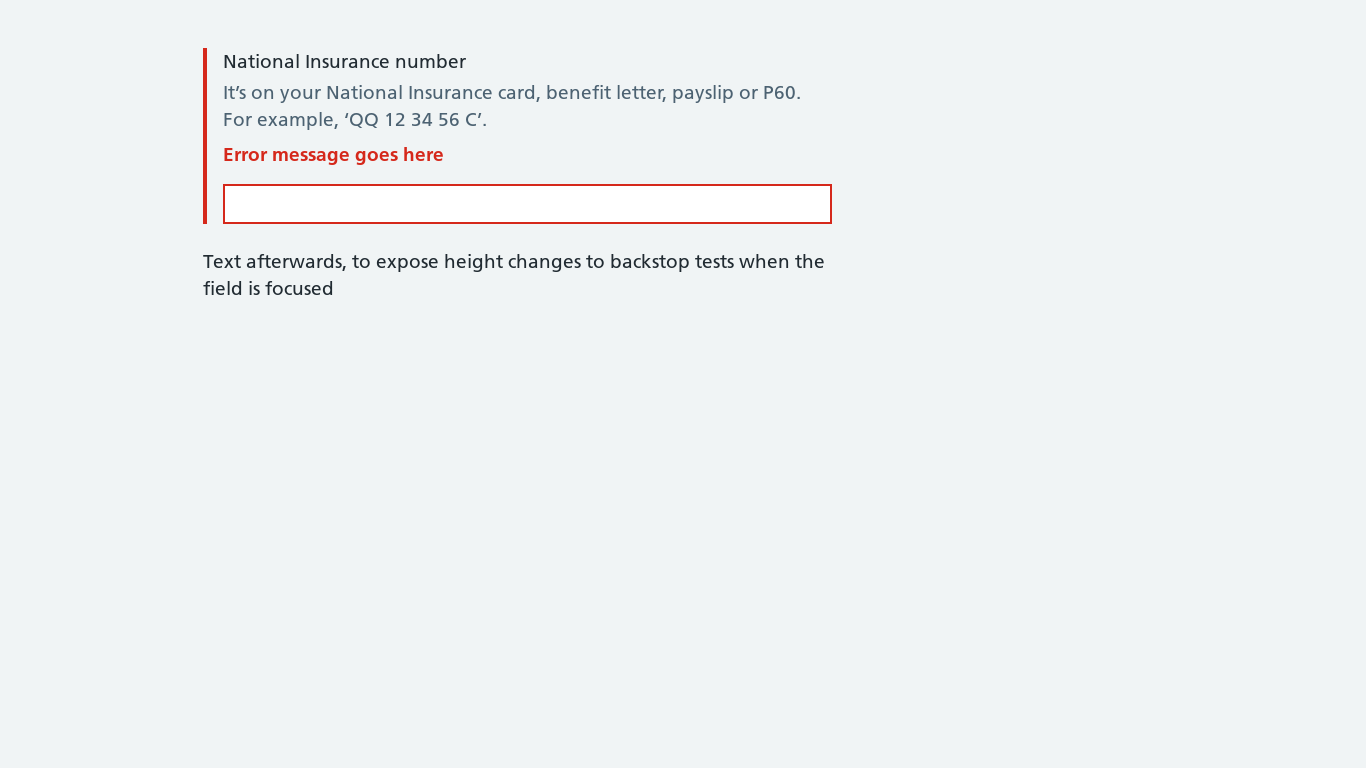 National Insurance number
It’s on your National Insurance card, benefit letter, payslip or P60.
For example, ‘QQ 12 34 56 C’.
Error message goes here
Text afterwards, to expose height changes to backstop tests when the
field is focused